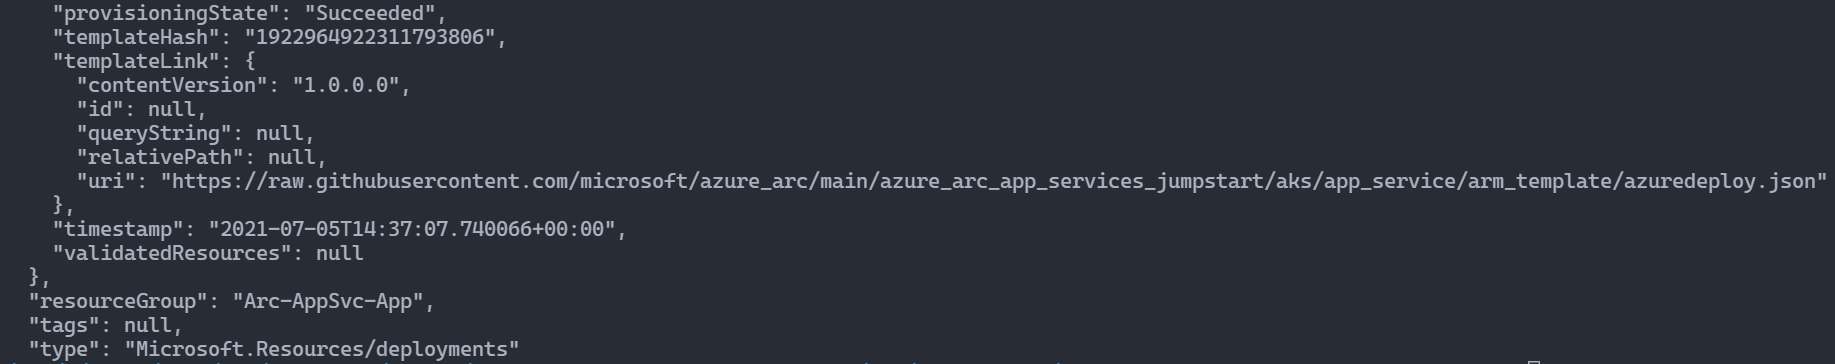 "provisioningState": "Succeeded",
"templateHash": "1922964922311793806",
"templateLink": {
"contentVersion": "1.0.0.0",
"id": null,
"queryString": null,
"relativePath": null,
"uri": "https://raw.githubusercontent.com/microsoft/azure_arc/main/azure_arc_app_services_jumpstart/aks/app_service/arm_template/azuredeploy.json"
},
"timestamp": "2021-07-05T14:37:07.740066+00:00",
"validatedResources": null
},
"resourceGroup": "Arc-AppSvc-App",
"tags": null,
"type": "Microsoft.Resources/deployments"